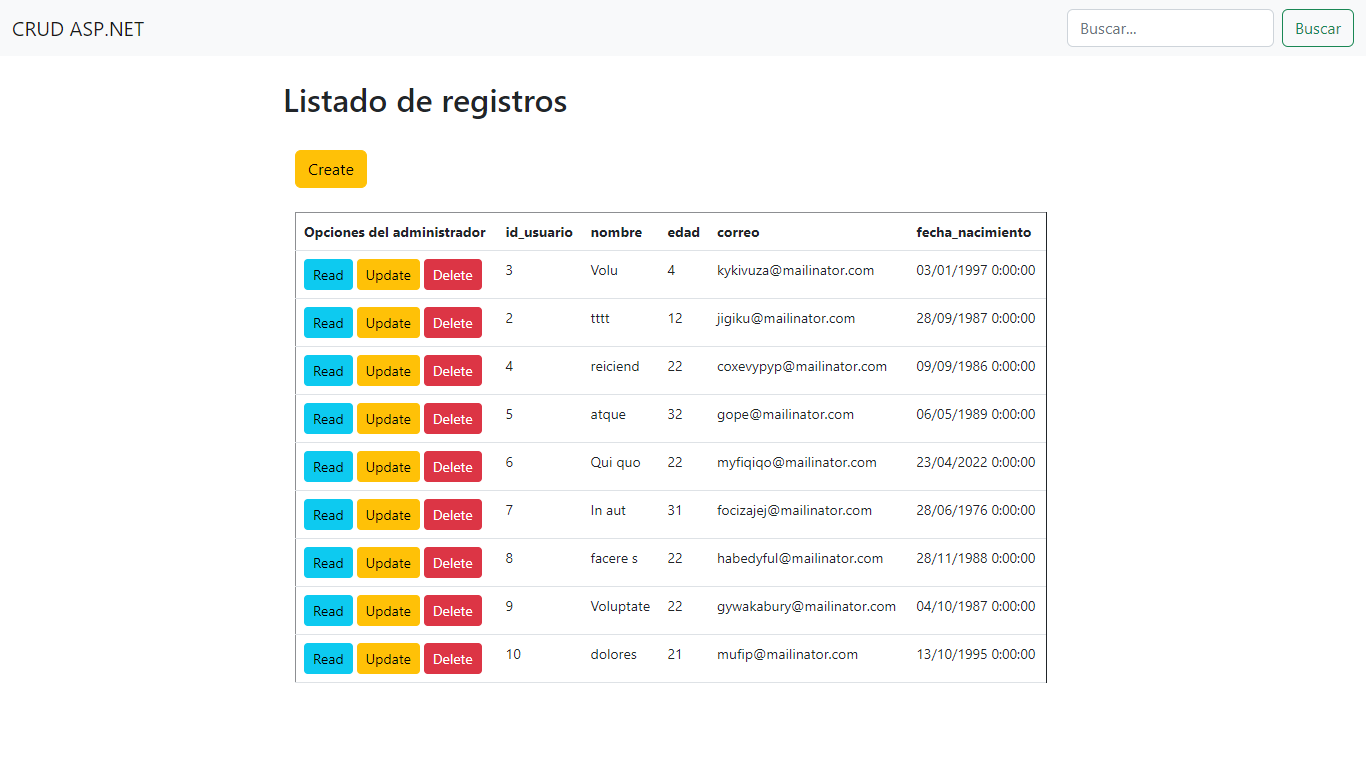 CRUD ASP.NET Buscar... Buscar
Listado de registros
Create
Opciones del administrador id_usuario nombre edad correo fecha_nacimiento
Read Update Delete 3 Volu 4 kykivuza@mailinator.com 03/01/1997 0:00:00
Read Update Delete 2 tttt 12 jigiku@mailinator.com 28/09/1987 0:00:00
Read Update Delete 4 reiciend 22 coxevypyp@mailinator.com 09/09/1986 0:00:00
Read Update Delete 5 atque 32 gope@mailinator.com 06/05/1989 0:00:00
Read Update Delete 6 Qui quo 22 myfiqiqo@mailinator.com 23/04/2022 0:00:00
Read Update Delete 7 In aut 31 focizajej@mailinator.com 28/06/1976 0:00:00
Read Update Delete 8 facere s 22 habedyful@mailinator.com 28/11/1988 0:00:00
Read Update Delete 9 Voluptate 22 gywakabury@mailinator.com 04/10/1987 0:00:00
Read Update Delete 10 dolores 21 mufip@mailinator.com 13/10/1995 0:00:00